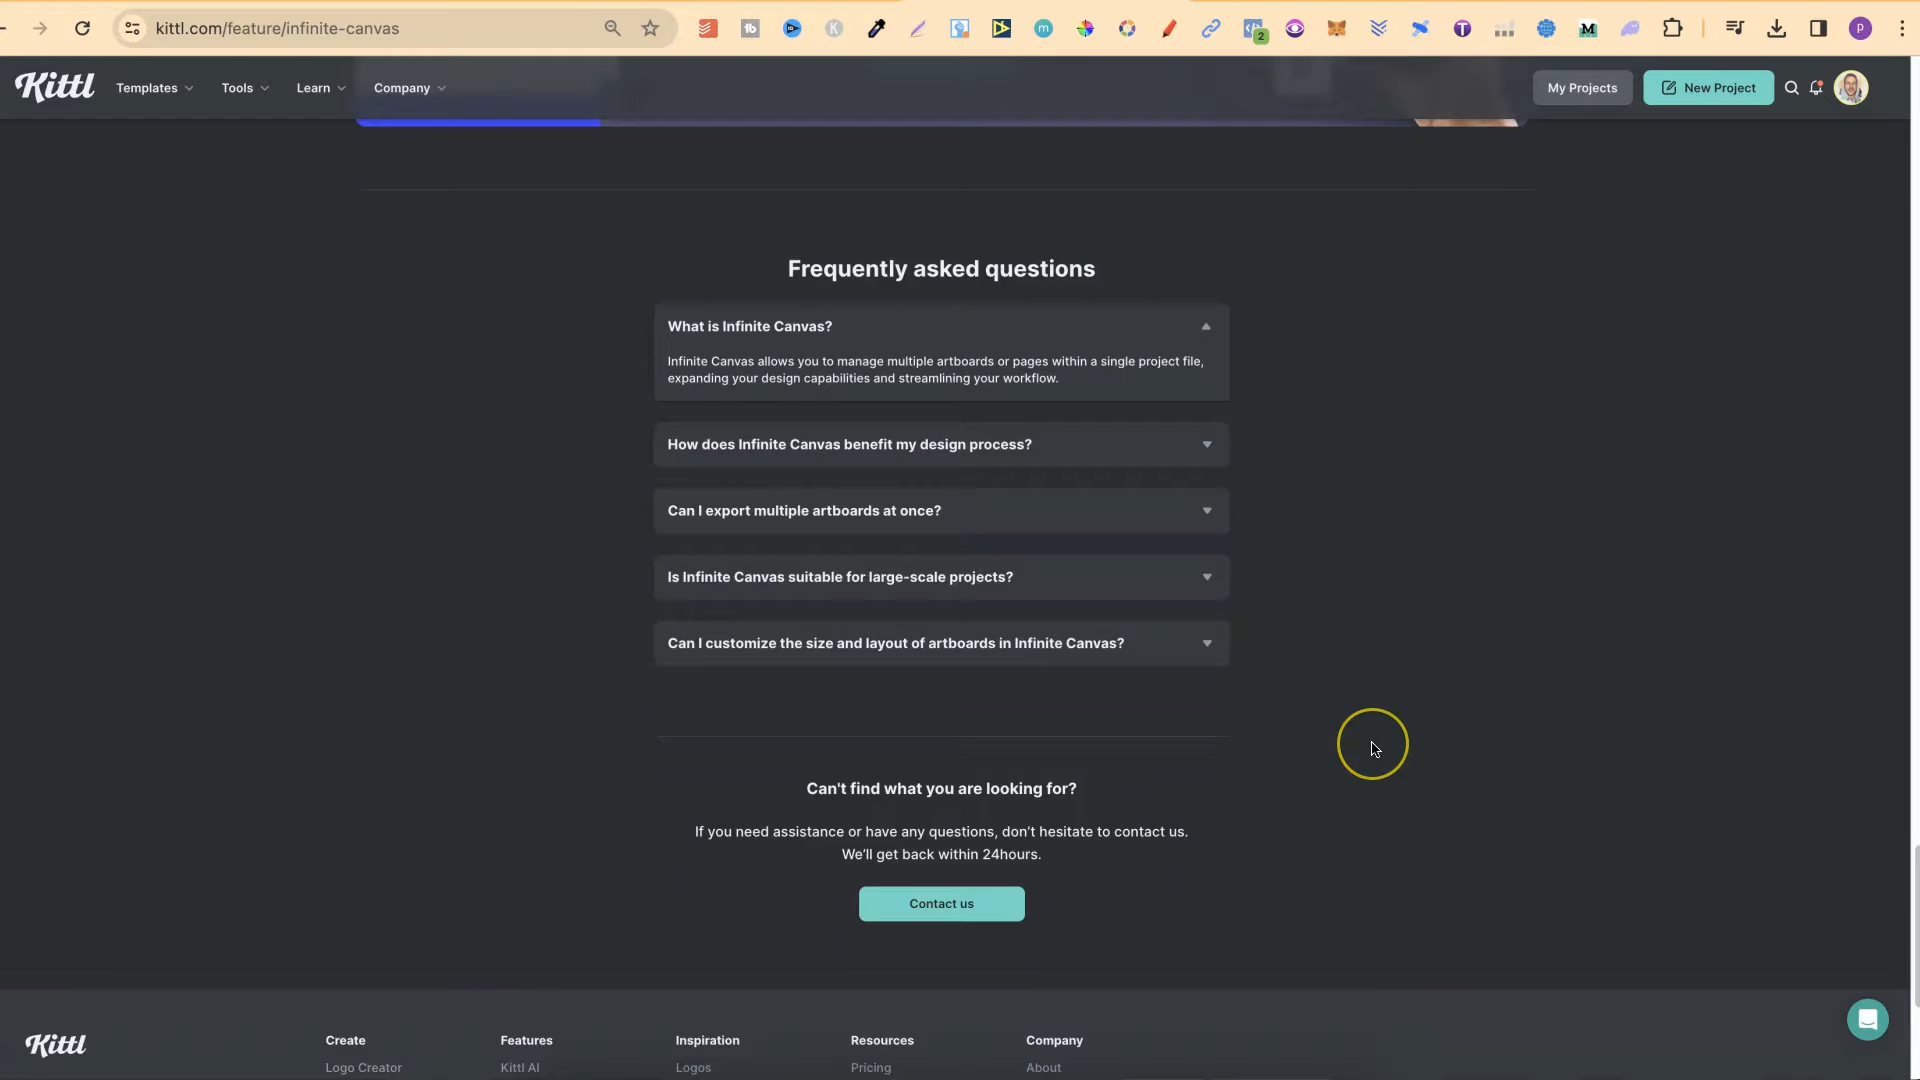 kittl.com/feature/infinite-canvas
2
P
Kittl
Templates
Tools
Learn
Company
My Projects
New Project
Frequently asked questions
What is Infinite Canvas?
Infinite Canvas allows you to manage multiple artboards or pages within a single project file,
expanding your design capabilities and streamlining your workflow.
How does Infinite Canvas benefit my design process?
Can I export multiple artboards at once?
Is Infinite Canvas suitable for large-scale projects?
Can I customize the size and layout of artboards in Infinite Canvas?
Can't find what you are looking for?
If you need assistance or have any questions, don’t hesitate to contact us.
We’ll get back within 24hours.
Contact us
Kittl
Create
Features
Inspiration
Resources
Company
Logo Creator
Kittl AI
Logos
Pricing
About